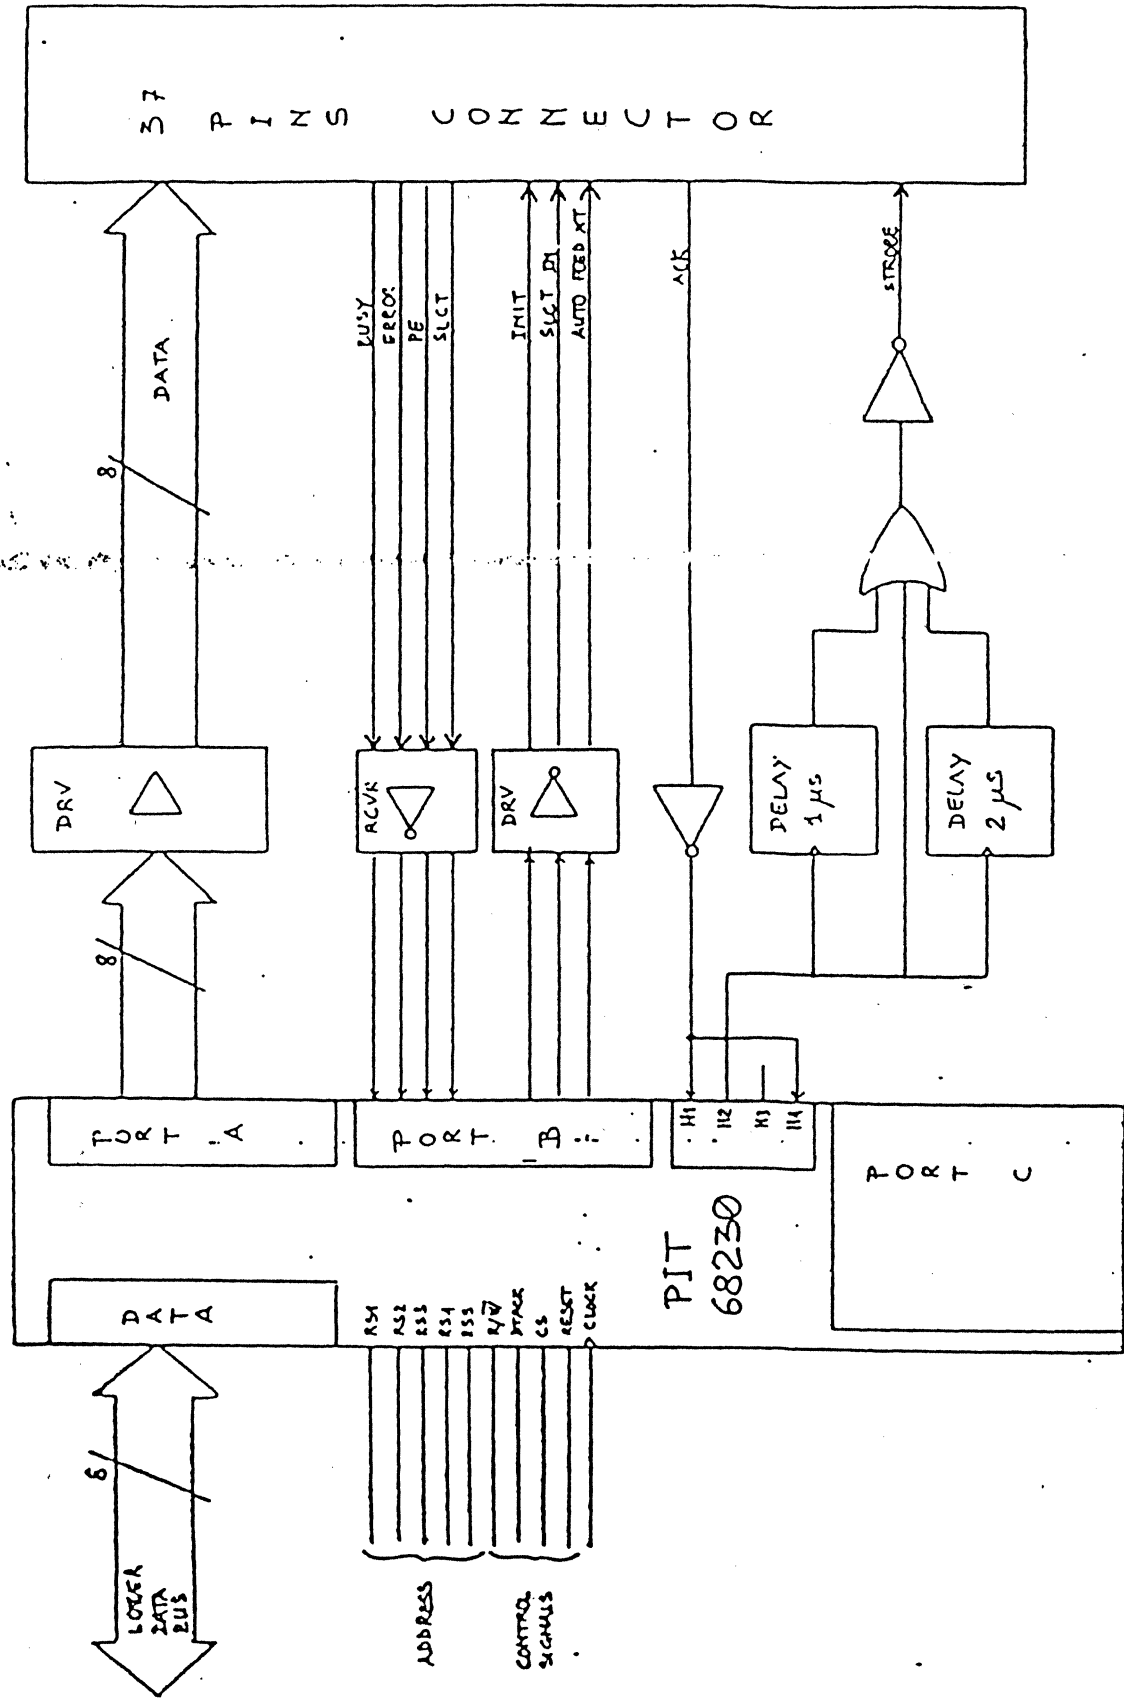 37 PINS CONNECTOR
DATA
8
BUSY
ERROR
PE
SLCT
INIT
SLCT IN
AUTO FEED XT
ACK
STROBE
DRV
RCVR
DRV
DELAY
1 µs
DELAY
2 µs
8
PORT A
PORT B
H1
H2
H3
H4
PORT C
PIT
68230
DATA
RS1
RS2
RS3
RS4
RS5
R/W̅
DTACK
CS
RESET
CLOCK
8
LOWER
DATA
BUS
ADDRESS
CONTROL
SIGNALS